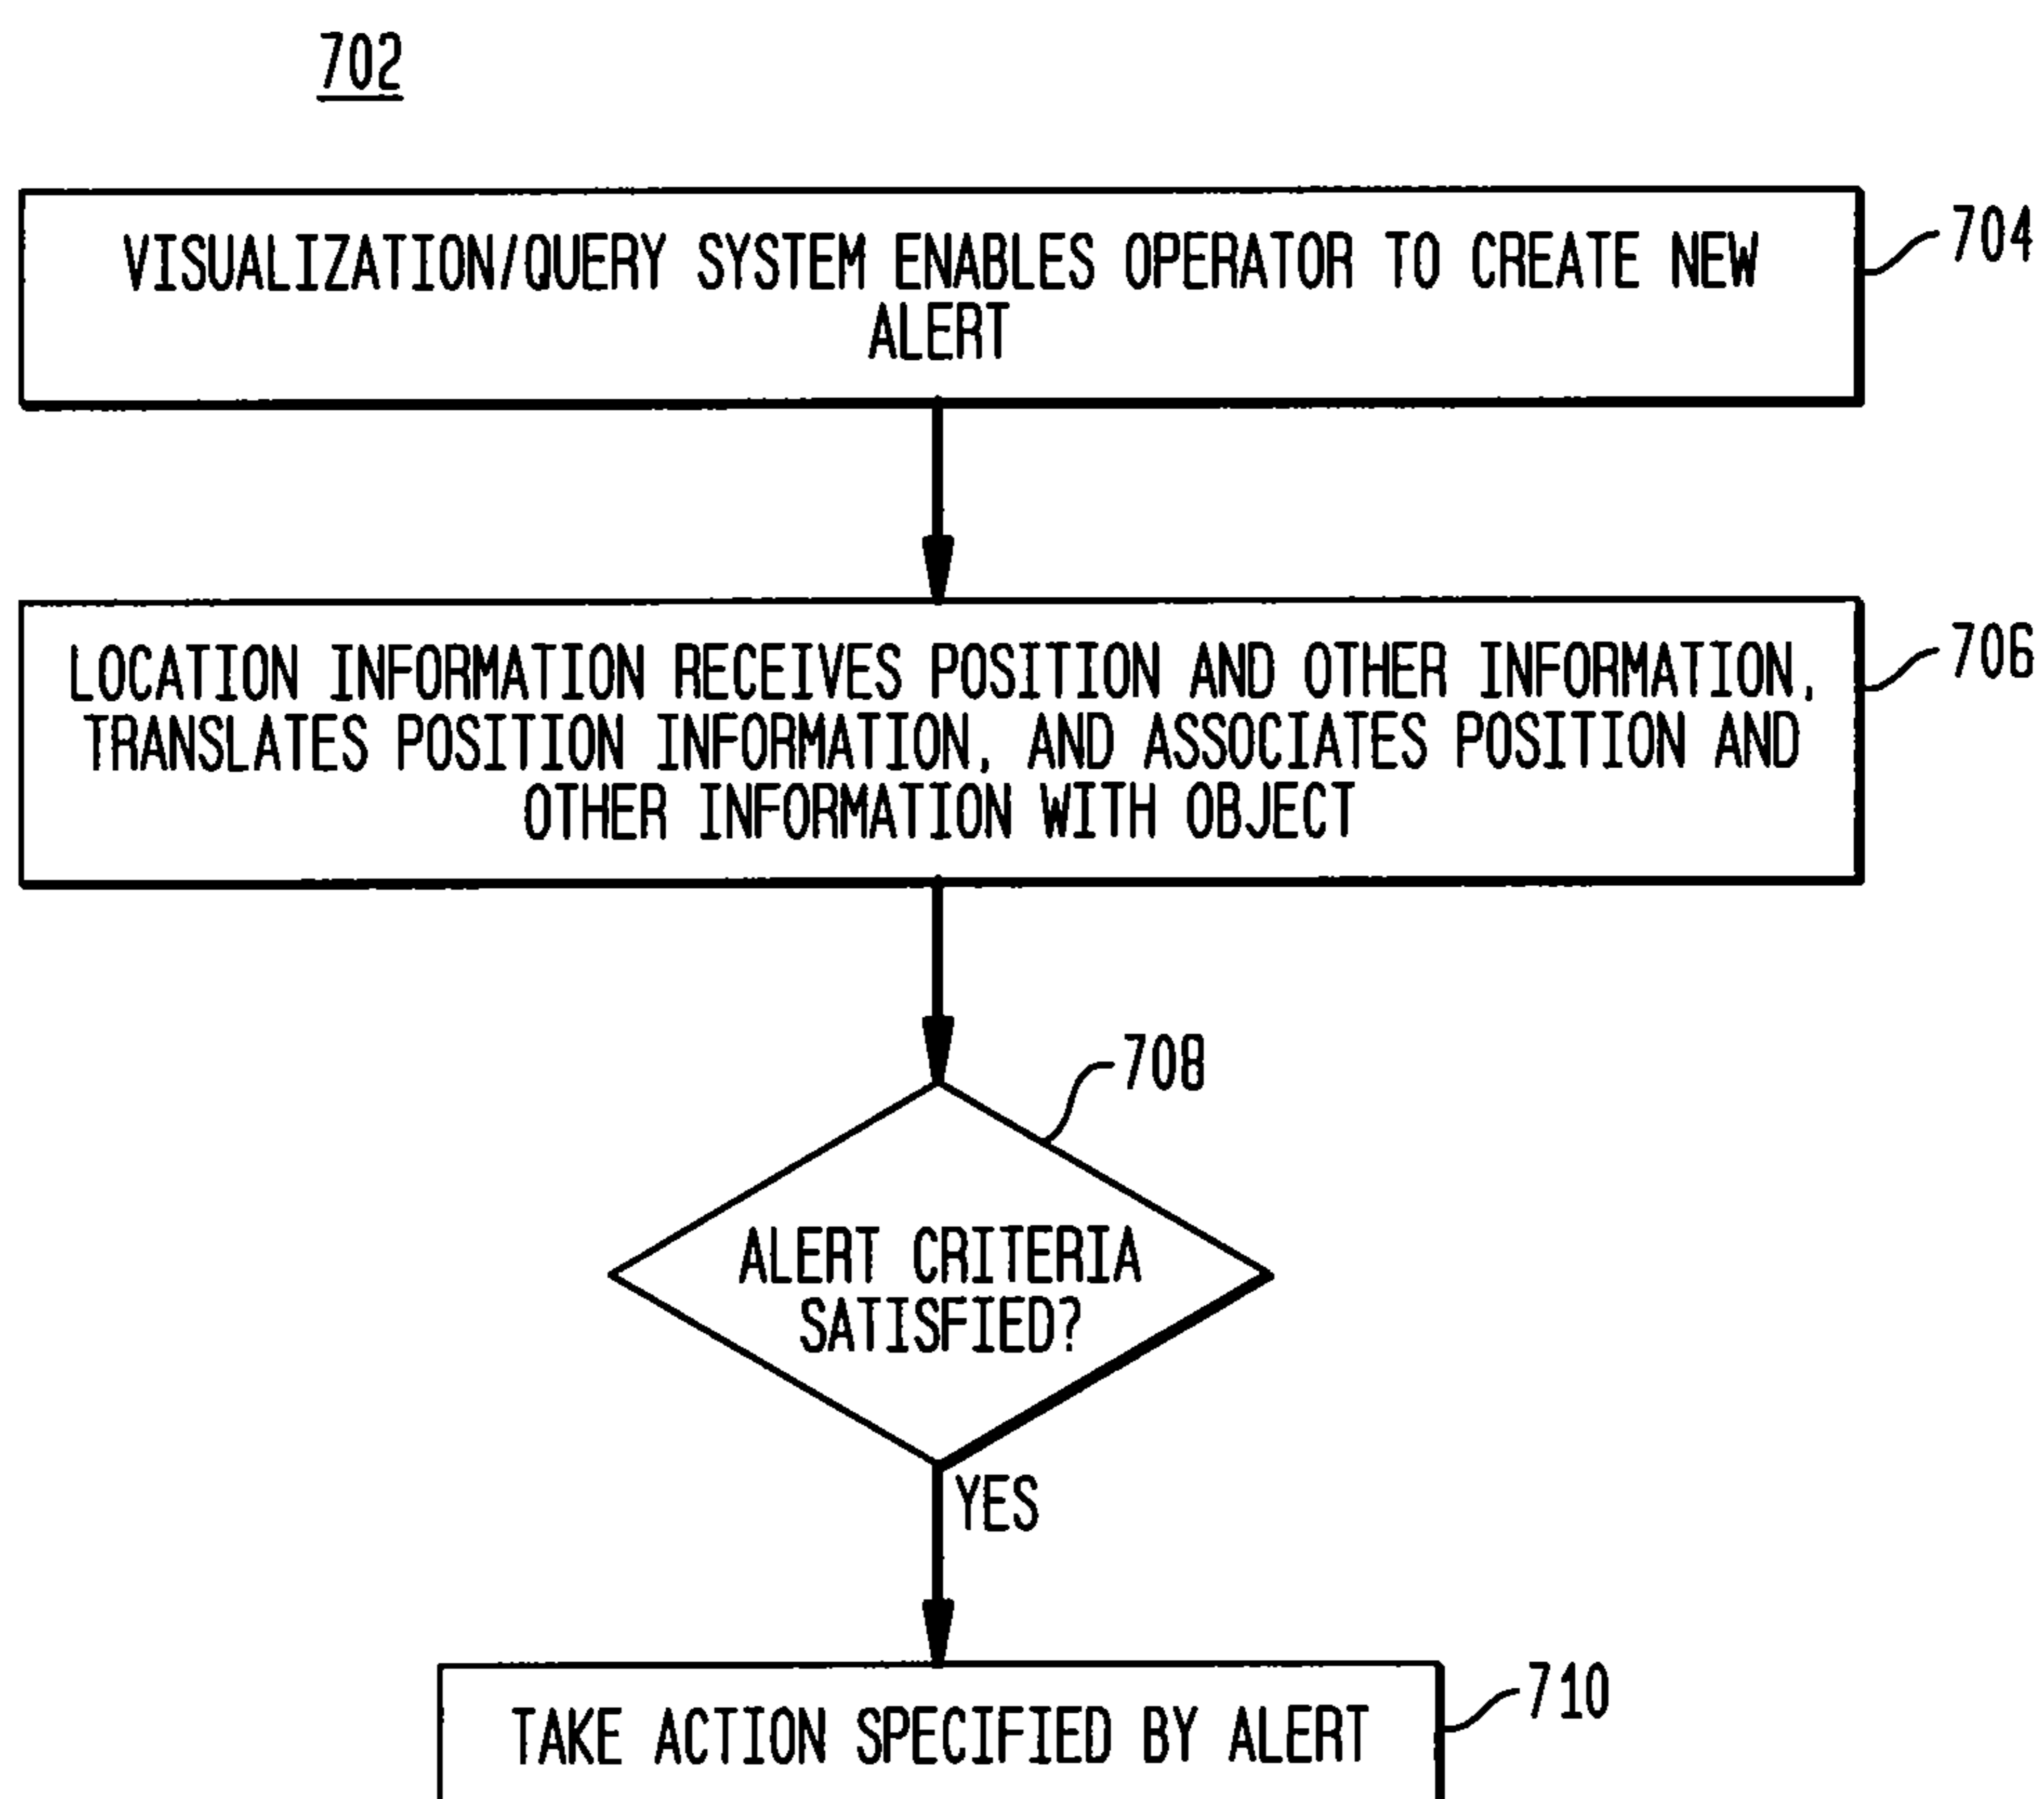 702
VISUALIZATION/QUERY SYSTEM ENABLES OPERATOR TO CREATE NEW
ALERT
704
LOCATION INFORMATION RECEIVES POSITION AND OTHER INFORMATION,
TRANSLATES POSITION INFORMATION, AND ASSOCIATES POSITION AND
OTHER INFORMATION WITH OBJECT
706
708
ALERT CRITERIA
SATISFIED?
YES
TAKE ACTION SPECIFIED BY ALERT
710